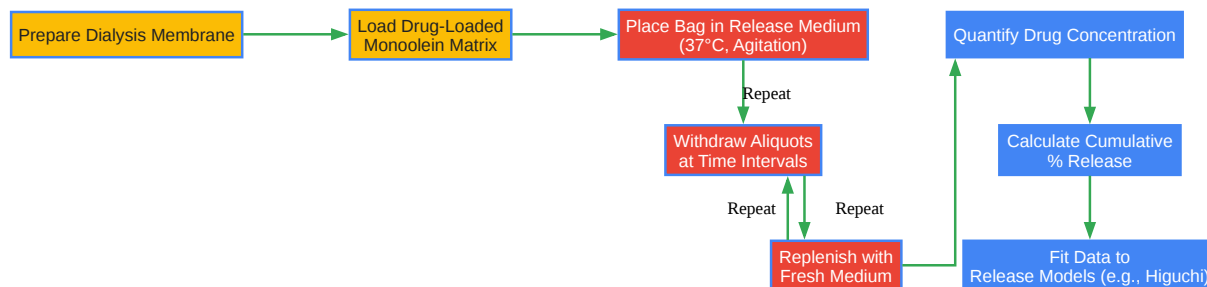 Prepare Dialysis Membrane
Load Drug-Loaded
Monoolein Matrix
Place Bag in Release Medium
(37°C, Agitation)
Repeat
Withdraw Aliquots
at Time Intervals
Repeat
Repeat
Replenish with
Fresh Medium
Quantify Drug Concentration
Calculate Cumulative
% Release
Fit Data to
Release Models (e.g., Higuchi)